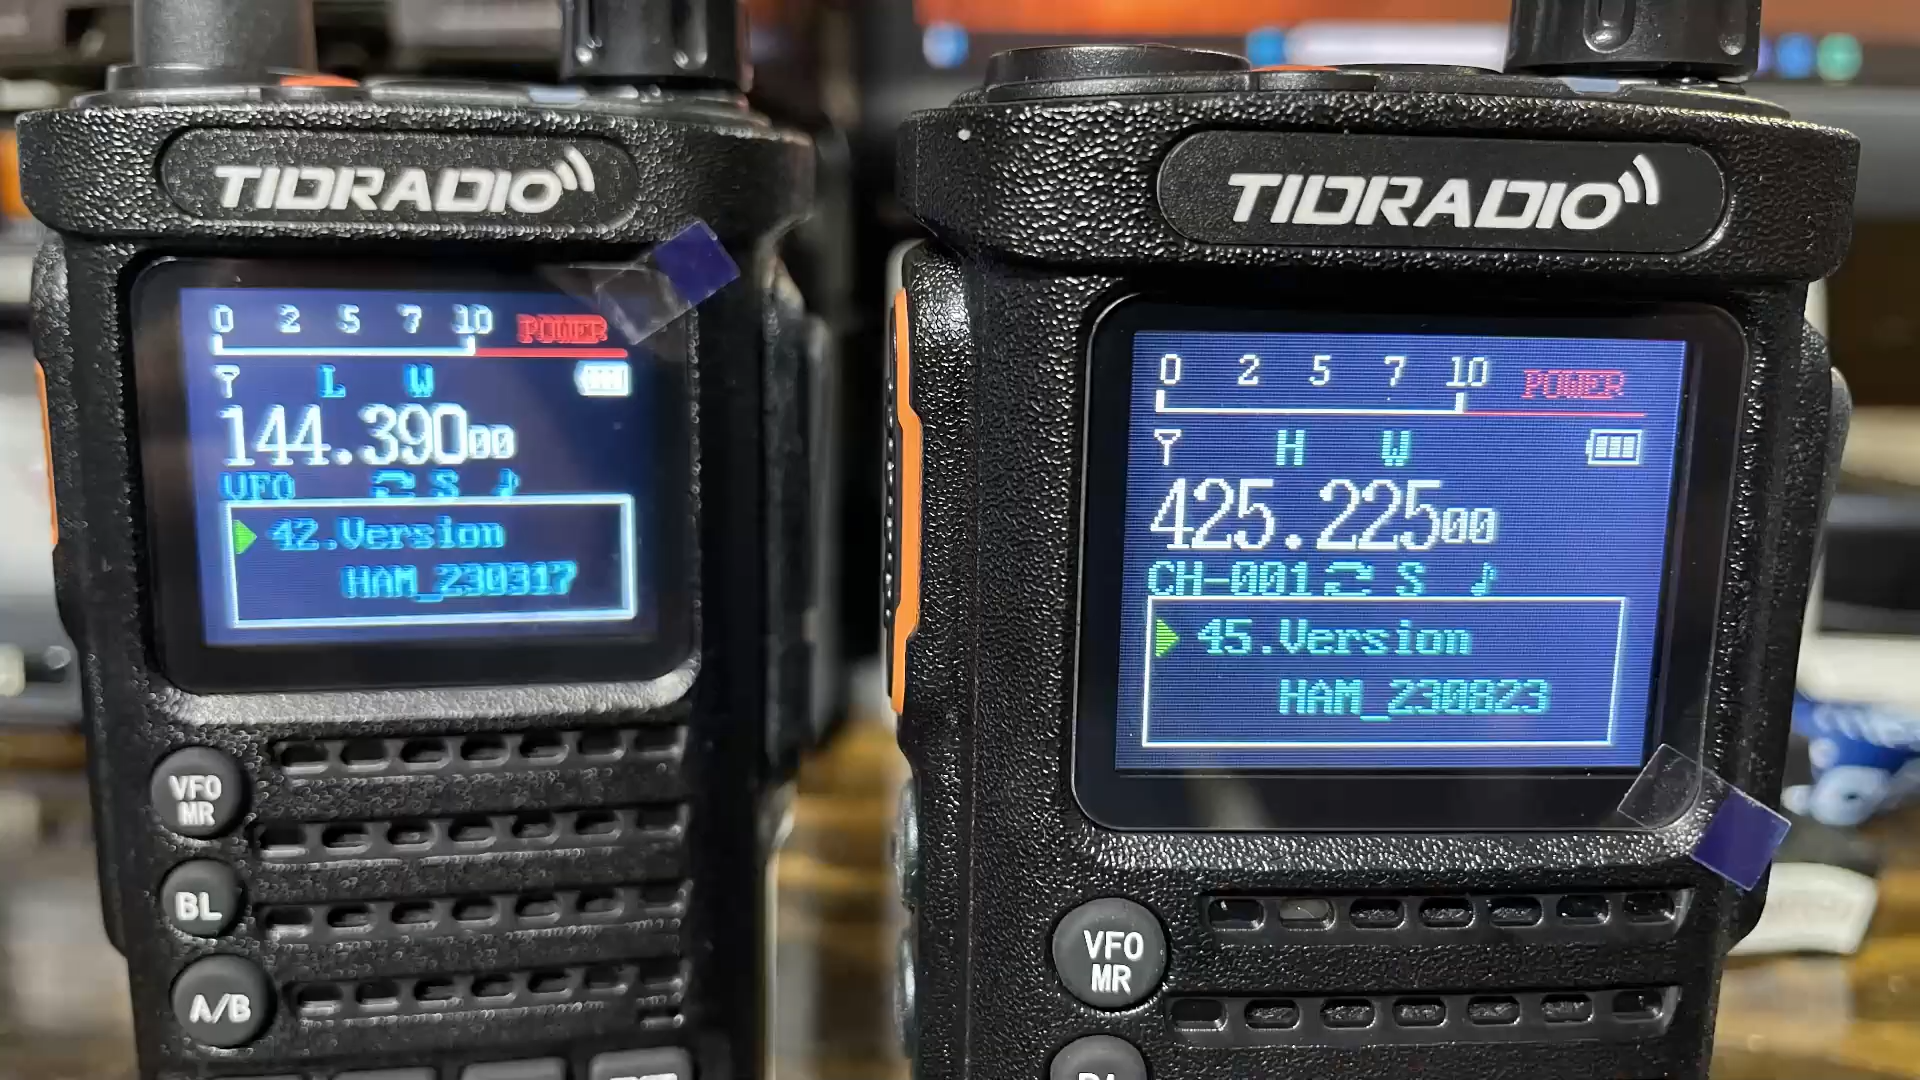 TIDRADIO
0 2 5 7 10 POWER
L W
144.39000
VFO S
42.Version
HAM_230317
VFO
MR
BL
A/B
TIDRADIO
0 2 5 7 10 POWER
H W
425.22500
CH-001 S
45.Version
HAM_230823
VFO
MR